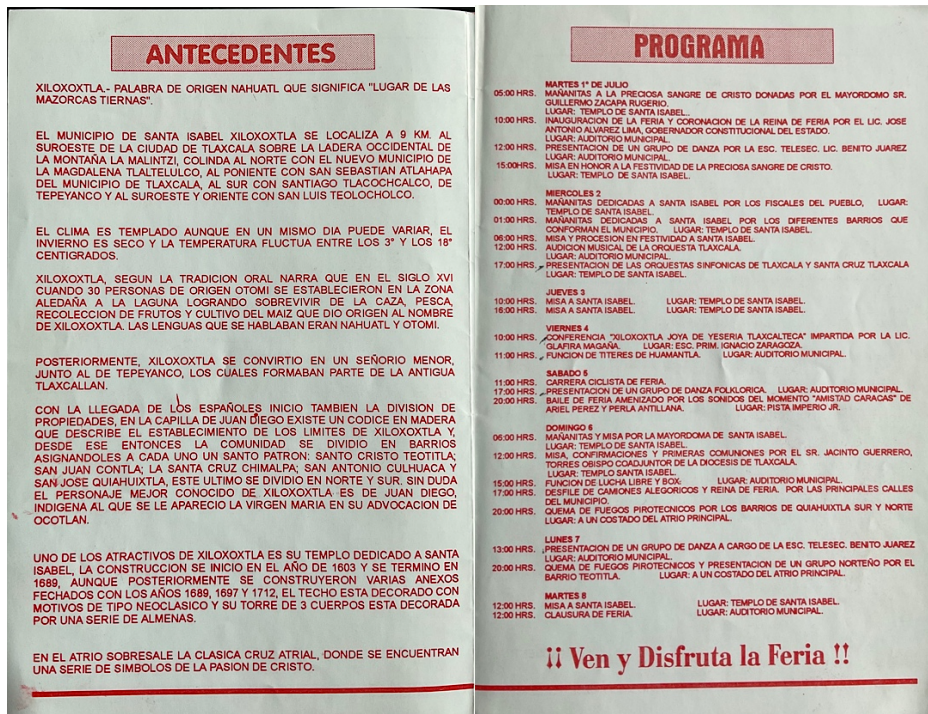 ANTECEDENTES
XILOXOXTLA.- PALABRA DE ORIGEN NAHUATL QUE SIGNIFICA "LUGAR DE LAS
MAZORCAS TIERNAS".
EL MUNICIPIO DE SANTA ISABEL XILOXOXTLA SE LOCALIZA A 9 KM. AL
SUROESTE DE LA CIUDAD DE TLAXCALA SOBRE LA LADERA OCCIDENTAL DE
LA MONTAÑA LA MALINTZI, COLINDA AL NORTE CON EL NUEVO MUNICIPIO DE
LA MAGDALENA TLALTELULCO, AL PONIENTE CON SAN SEBASTIAN ATLAHAPA
DEL MUNICIPIO DE TLAXCALA, AL SUR CON SANTIAGO TLACOCHCALCO, DE
TEPEYANCO Y AL SUROESTE Y ORIENTE CON SAN LUIS TEOLOCHOLCO.
EL CLIMA ES TEMPLADO AUNQUE EN UN MISMO DIA PUEDE VARIAR, EL
INVIERNO ES SECO Y LA TEMPERATURA FLUCTUA ENTRE LOS 3° Y LOS 18°
CENTIGRADOS.
XILOXOXTLA, SEGUN LA TRADICION ORAL NARRA QUE EN EL SIGLO XVI
CUANDO 30 PERSONAS DE ORIGEN OTOMI SE ESTABLECIERON EN LA ZONA
ALEDAÑA A LA LAGUNA LOGRANDO SOBREVIVIR DE LA CAZA, PESCA,
RECOLECCION DE FRUTOS Y CULTIVO DEL MAIZ QUE DIO ORIGEN AL NOMBRE
DE XILOXOXTLA. LAS LENGUAS QUE SE HABLABAN ERAN NAHUATL Y OTOMI.
POSTERIORMENTE, XILOXOXTLA SE CONVIRTIO EN UN SEÑORIO MENOR,
JUNTO AL DE TEPEYANCO, LOS CUALES FORMABAN PARTE DE LA ANTIGUA
TLAXCALLAN.
CON LA LLEGADA DE LOS ESPAÑOLES INICIO TAMBIEN LA DIVISION DE
PROPIEDADES, EN LA CAPILLA DE JUAN DIEGO EXISTE UN CODICE EN MADERA
QUE DESCRIBE EL ESTABLECIMIENTO DE LOS LIMITES DE XILOXOXTLA Y,
DESDE ESE ENTONCES LA COMUNIDAD SE DIVIDIO EN BARRIOS
ASIGNANDOLES A CADA UNO UN SANTO PATRON: SANTO CRISTO TEOTITLA;
SAN JUAN CONTLA; LA SANTA CRUZ CHIMALPA; SAN ANTONIO CULHUACA Y
SAN JOSE QUIAHUIXTLA, ESTE ULTIMO SE DIVIDIO EN NORTE Y SUR. SIN DUDA
EL PERSONAJE MEJOR CONOCIDO DE XILOXOXTLA ES DE JUAN DIEGO,
INDIGENA AL QUE SE LE APARECIO LA VIRGEN MARIA EN SU ADVOCACION DE
OCOTLAN.
UNO DE LOS ATRACTIVOS DE XILOXOXTLA ES SU TEMPLO DEDICADO A SANTA
ISABEL, LA CONSTRUCCION SE INICIO EN EL AÑO DE 1603 Y SE TERMINO EN
1689, AUNQUE POSTERIORMENTE SE CONSTRUYERON VARIAS ANEXOS
FECHADOS CON LOS AÑOS 1689, 1697 Y 1712, EL TECHO ESTA DECORADO CON
MOTIVOS DE TIPO NEOCLASICO Y SU TORRE DE 3 CUERPOS ESTA DECORADA
POR UNA SERIE DE ALMENAS.
EN EL ATRIO SOBRESALE LA CLASICA CRUZ ATRIAL, DONDE SE ENCUENTRAN
UNA SERIE DE SIMBOLOS DE LA PASION DE CRISTO.
PROGRAMA
MARTES 1° DE JULIO
05:00 HRS. MAÑANITAS A LA PRECIOSA SANGRE DE CRISTO DONADAS POR EL MAYORDOMO SR.
GUILLERMO ZACAPA RUGERIO.
LUGAR: TEMPLO DE SANTA ISABEL..
10:00 HRS. INAUGURACION DE LA FERIA Y CORONACION DE LA REINA DE FERIA POR EL LIC. JOSE
ANTONIO ALVAREZ LIMA, GOBERNADOR CONSTITUCIONAL DEL ESTADO.
LUGAR: AUDITORIO MUNICIPAL.
12:00 HRS. PRESENTACION DE UN GRUPO DE DANZA POR LA ESC. TELESEC. LIC. BENITO JUAREZ
LUGAR: AUDITORIO MUNICIPAL.
15:00HRS. MISA EN HONOR A LA FESTIVIDAD DE LA PRECIOSA SANGRE DE CRISTO.
LUGAR: TEMPLO DE SANTA ISABEL.
MIERCOLES 2
00:00 HRS. MAÑANITAS DEDICADAS A SANTA ISABEL POR LOS FISCALES DEL PUEBLO, LUGAR:
TEMPLO DE SANTA ISABEL.
01:00 HRS. MAÑANITAS DEDICADAS A SANTA ISABEL POR LOS DIFERENTES BARRIOS QUE
CONFORMAN EL MUNICIPIO. LUGAR: TEMPLO DE SANTA ISABEL.
06:00 HRS. MISA Y PROCESION EN FESTIVIDAD A SANTA ISABEL.
12:00 HRS. AUDICION MUSICAL DE LA ORQUESTA TLAXCALA.
LUGAR: AUDITORIO MUNICIPAL.
17:00 HRS. PRESENTACION DE LAS ORQUESTAS SINFONICAS DE TLAXCALA Y SANTA CRUZ TLAXCALA
LUGAR: TEMPLO DE SANTA ISABEL.
JUEVES 3
10:00 HRS. MISA A SANTA ISABEL. LUGAR: TEMPLO DE SANTA ISABEL.
16:00 HRS. MISA A SANTA ISABEL. LUGAR: TEMPLO DE SANTA ISABEL.
VIERNES 4
10:00 HRS. CONFERENCIA "XILOXOXTLA JOYA DE YESERIA TLAXCALTECA" IMPARTIDA POR LA LIC.
GLAFIRA MAGAÑA. LUGAR: ESC. PRIM. IGNACIO ZARAGOZA.
11:00 HRS. FUNCION DE TITERES DE HUAMANTLA. LUGAR: AUDITORIO MUNICIPAL.
SABADO 5
11:00 HRS. CARRERA CICLISTA DE FERIA.
17:00 HRS. PRESENTACION DE UN GRUPO DE DANZA FOLKLORICA. LUGAR: AUDITORIO MUNICIPAL.
20:00 HRS. BAILE DE FERIA AMENIZADO POR LOS SONIDOS DEL MOMENTO "AMISTAD CARACAS" DE
ARIEL PEREZ Y PERLA ANTILLANA. LUGAR: PISTA IMPERIO JR.
DOMINGO 6
06:00 HRS. MAÑANITAS Y MISA POR LA MAYORDOMA DE SANTA ISABEL.
LUGAR: TEMPLO DE SANTA ISABEL.
12:00 HRS. MISA, CONFIRMACIONES Y PRIMERAS COMUNIONES POR EL SR. JACINTO GUERRERO,
TORRES OBISPO COADJUNTOR DE LA DIOCESIS DE TLAXCALA.
LUGAR: TEMPLO SANTA ISABEL.
15:00 HRS. FUNCION DE LUCHA LIBRE Y BOX. LUGAR: AUDITORIO MUNICIPAL.
17:00 HRS. DESFILE DE CAMIONES ALEGORICOS Y REINA DE FERIA. POR LAS PRINCIPALES CALLES
DEL MUNICIPIO.
20:00 HRS. QUEMA DE FUEGOS PIROTECNICOS POR LOS BARRIOS DE QUIAHUIXTLA SUR Y NORTE
LUGAR: A UN COSTADO DEL ATRIO PRINCIPAL.
LUNES 7
13:00 HRS. PRESENTACION DE UN GRUPO DE DANZA A CARGO DE LA ESC. TELESEC. BENITO JUAREZ
LUGAR: AUDITORIO MUNICIPAL.
20:00 HRS. QUEMA DE FUEGOS PIROTECNICOS Y PRESENTACION DE UN GRUPO NORTEÑO POR EL
BARRIO TEOTITLA. LUGAR: A UN COSTADO DEL ATRIO PRINCIPAL.
MARTES 8
12:00 HRS. MISA A SANTA ISABEL. LUGAR: TEMPLO DE SANTA ISABEL.
12:00 HRS. CLAUSURA DE FERIA. LUGAR: AUDITORIO MUNICIPAL.
¡¡ Ven y Disfruta la Feria !!